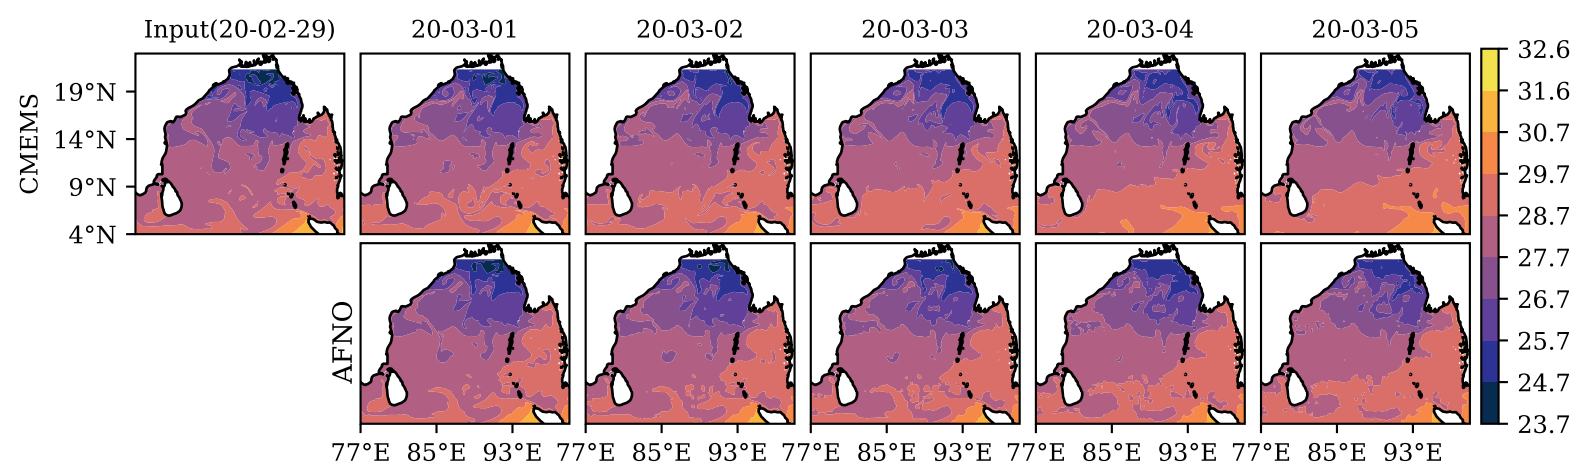 Input(20-02-29) 20-03-01 20-03-02 20-03-03 20-03-04 20-03-05
CMEMS
19°N
14°N
9°N
4°N
AFNO
77°E 85°E 93°E 77°E 85°E 93°E 77°E 85°E 93°E 77°E 85°E 93°E 77°E 85°E 93°E
32.6
31.6
30.7
29.7
28.7
27.7
26.7
25.7
24.7
23.7